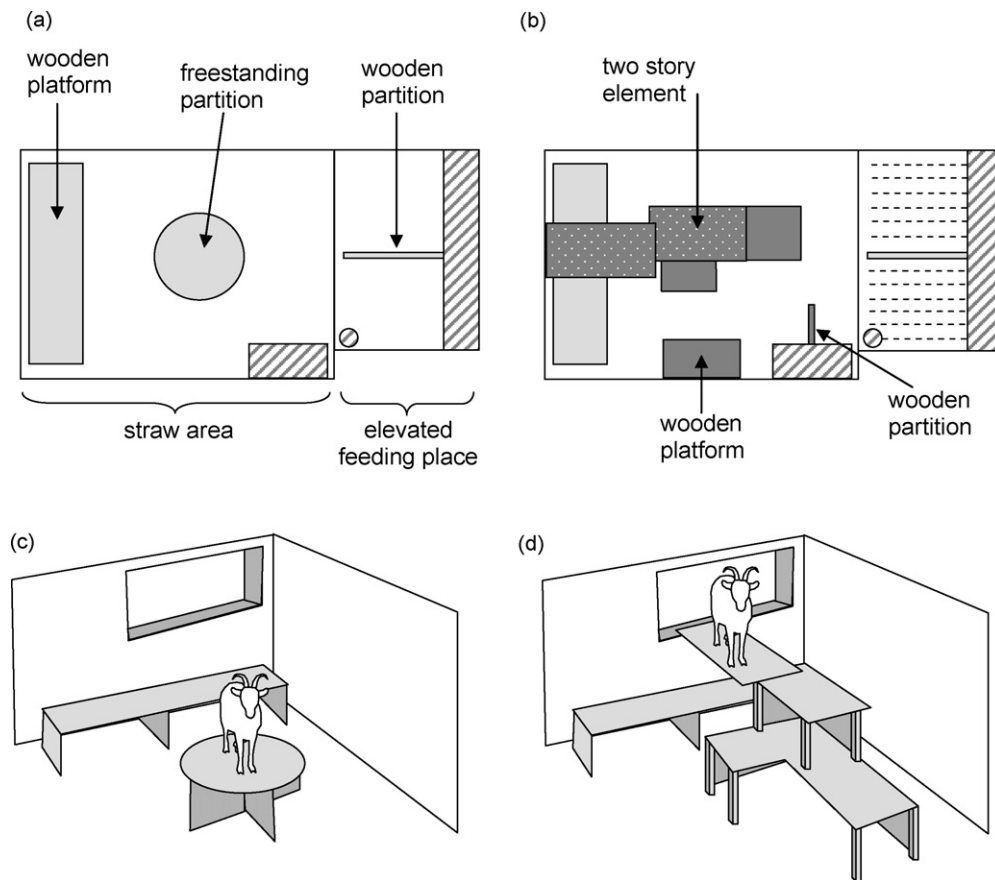 (a)
wooden
platform
freestanding
partition
wooden
partition
straw area
elevated
feeding place
(b)
two story
element
wooden
platform
wooden
partition
(c)
(d)